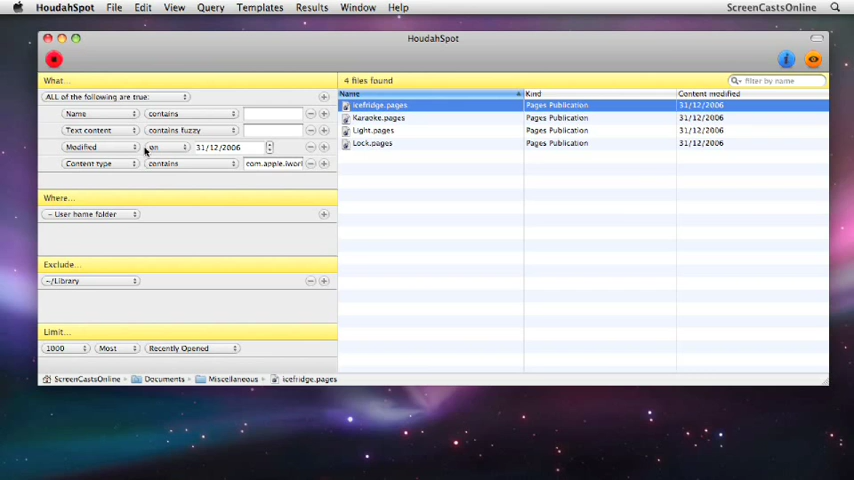 HoudahSpot File Edit View Query Templates Results Window Help ScreenCastsOnline
HoudahSpot
What...
ALL of the following are true:
Name contains
Text content contains fuzzy
Modified on 31/12/2006
Content type contains com.apple.iworl
Where...
~ User home folder
Exclude...
~/Library
Limit...
1000 Most Recently Opened
4 files found filter by name
Name Kind Content modified
icefridge.pages Pages Publication 31/12/2006
Karaoke.pages Pages Publication 31/12/2006
Light.pages Pages Publication 31/12/2006
Lock.pages Pages Publication 31/12/2006
ScreenCastsOnline Documents Miscellaneous icefridge.pages